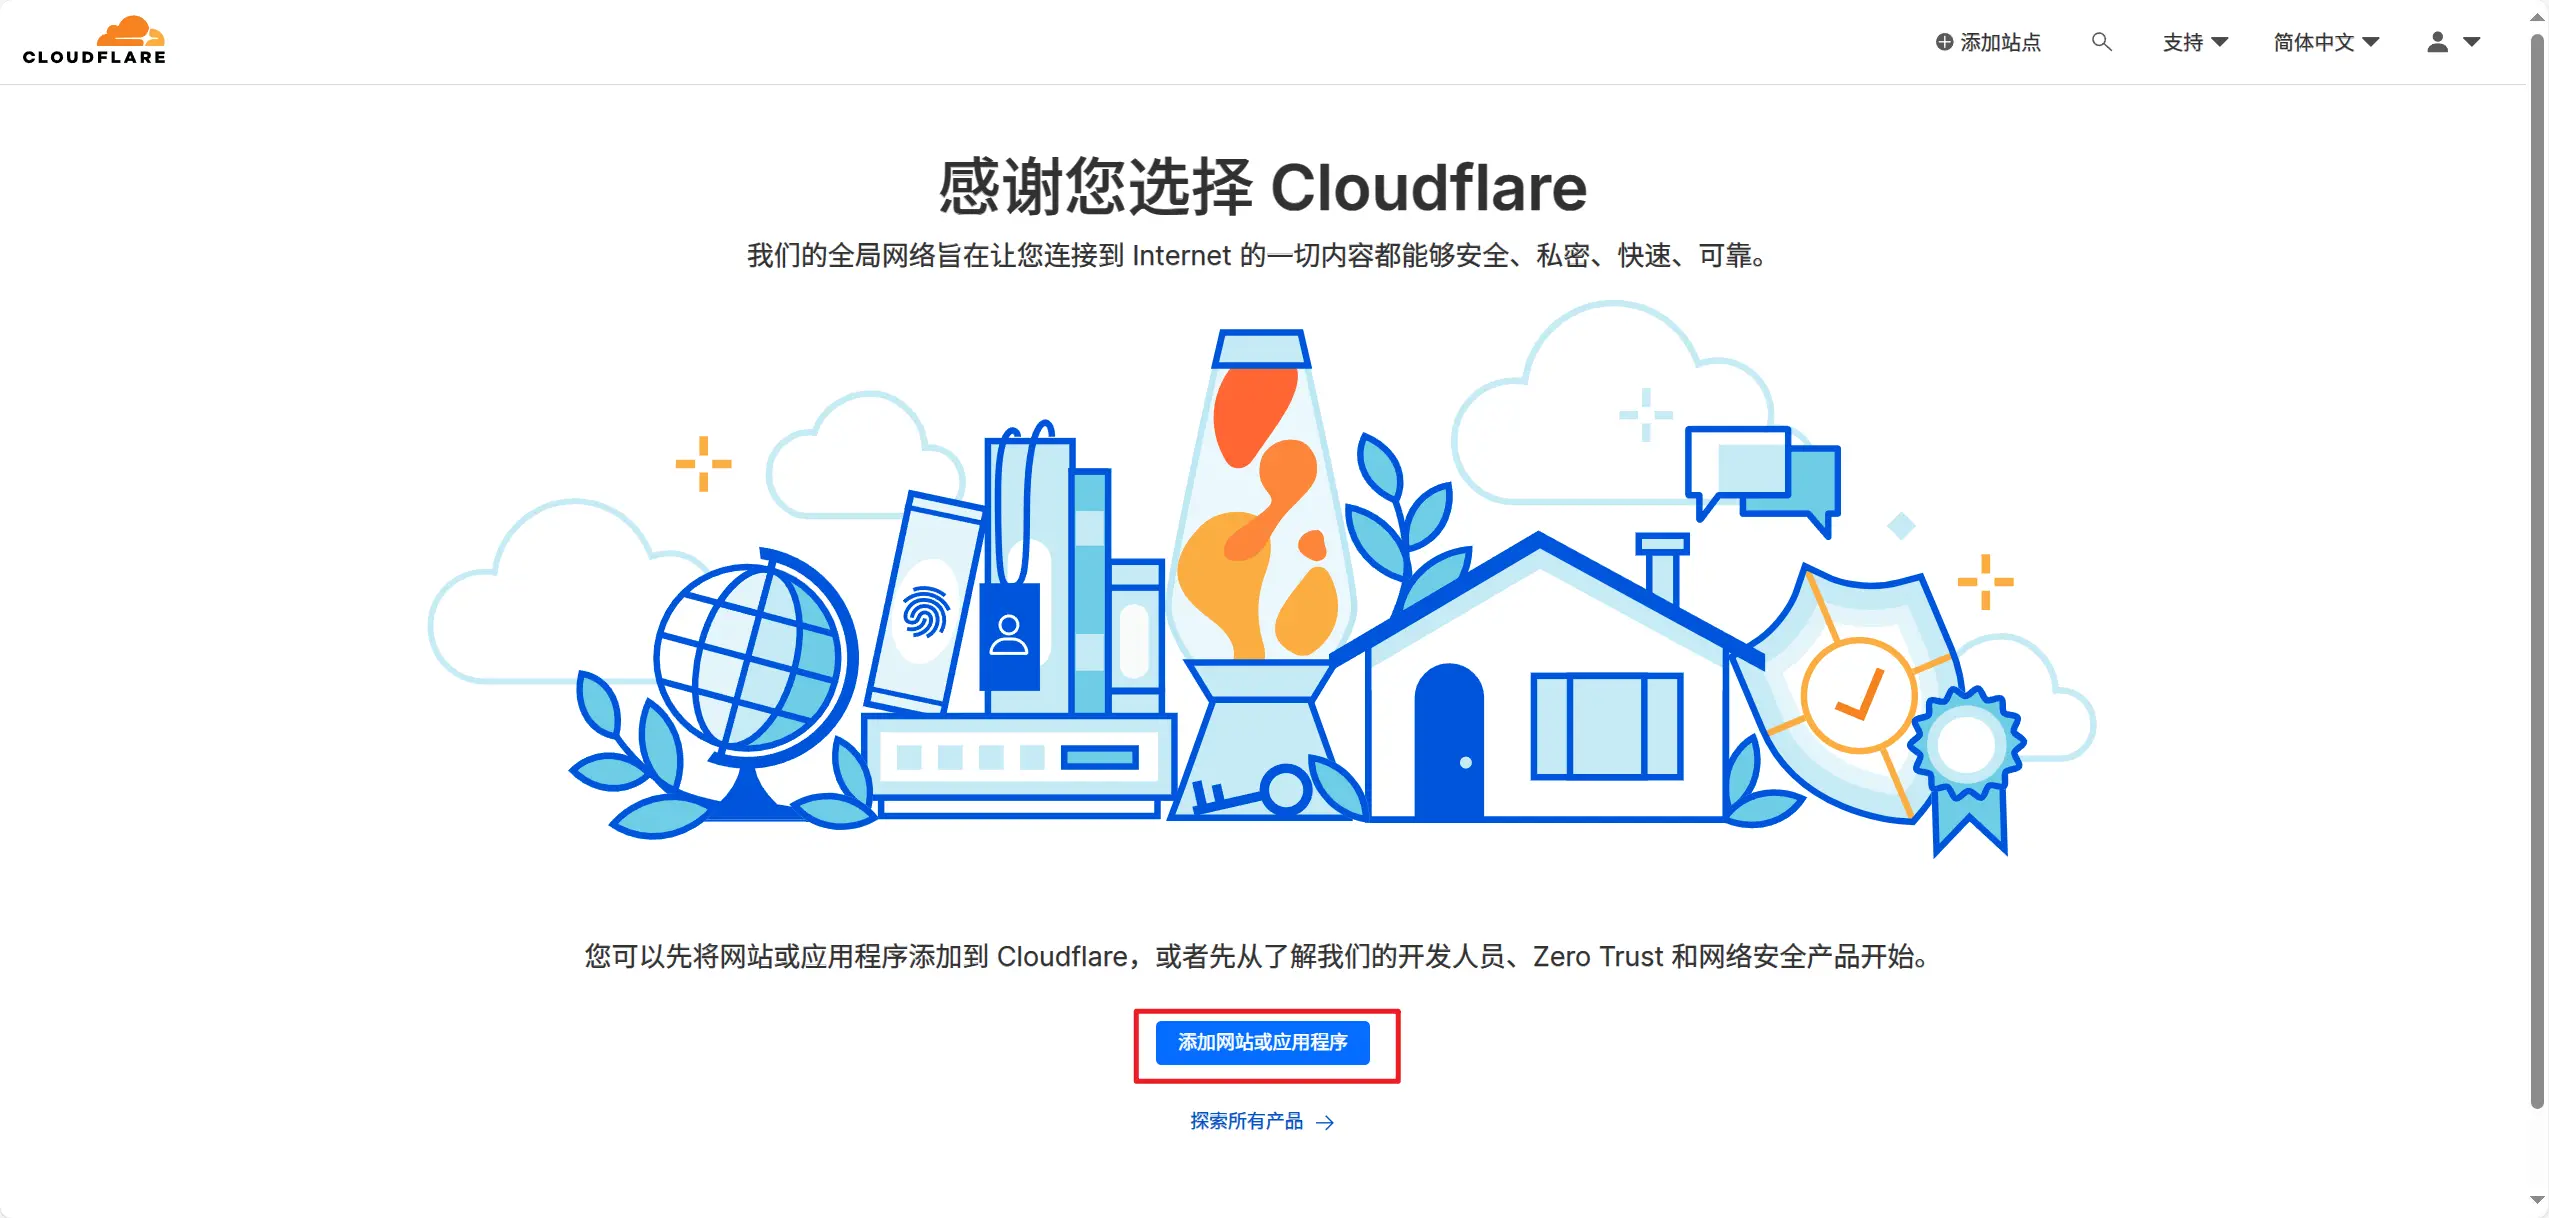 CLOUDFLARE
添加站点
支持
简体中文
感谢您选择 Cloudflare
我们的全局网络旨在让您连接到 Internet 的一切内容都能够安全、私密、快速、可靠。
您可以先将网站或应用程序添加到 Cloudflare，或者先从了解我们的开发人员、Zero Trust 和网络安全产品开始。
添加网站或应用程序
探索所有产品 →